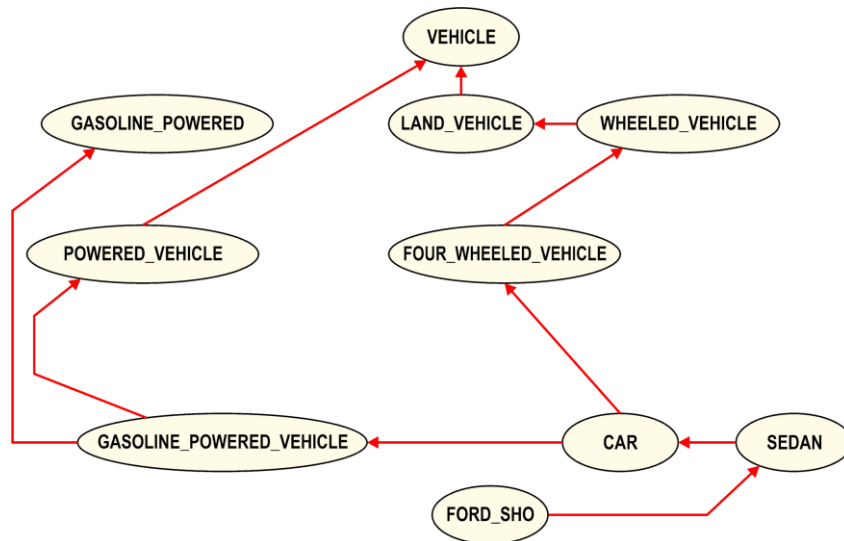 VEHICLE
GASOLINE_POWERED
LAND_VEHICLE
WHEELED_VEHICLE
POWERED_VEHICLE
FOUR_WHEELED_VEHICLE
GASOLINE_POWERED_VEHICLE
CAR
SEDAN
FORD_SHO